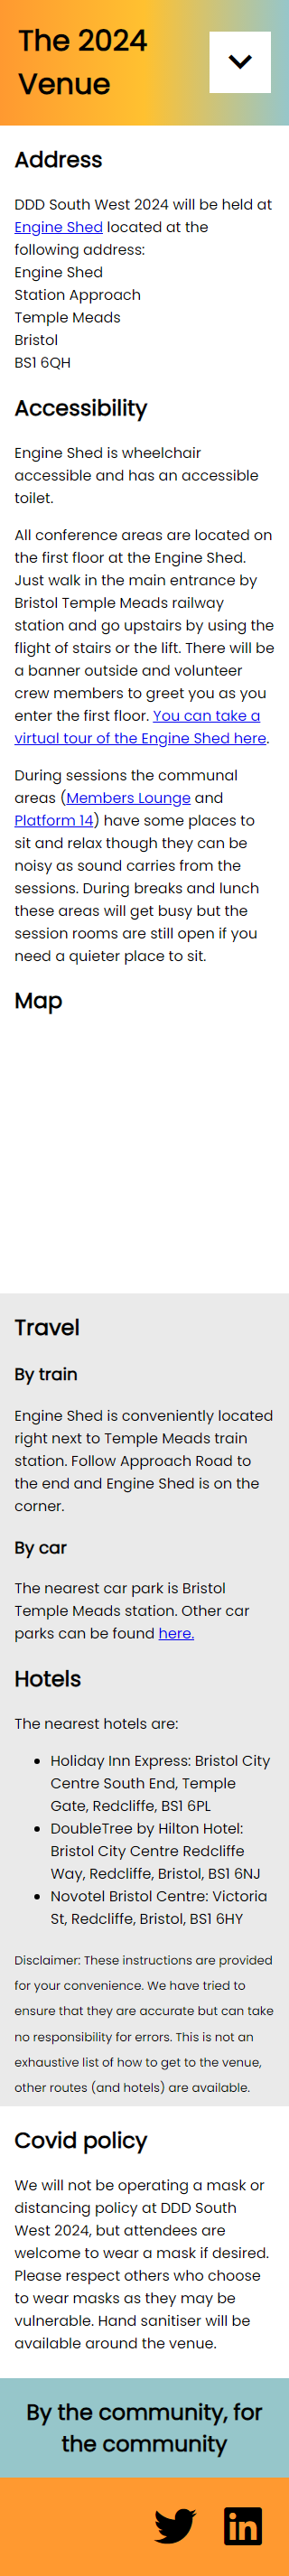 The 2024
Venue
Address
DDD South West 2024 will be held at
Engine Shed located at the
following address:
Engine Shed
Station Approach
Temple Meads
Bristol
BS1 6QH
Accessibility
Engine Shed is wheelchair
accessible and has an accessible
toilet.
All conference areas are located on
the first floor at the Engine Shed.
Just walk in the main entrance by
Bristol Temple Meads railway
station and go upstairs by using the
flight of stairs or the lift. There will be
a banner outside and volunteer
crew members to greet you as you
enter the first floor. You can take a
virtual tour of the Engine Shed here.
During sessions the communal
areas (Members Lounge and
Platform 14) have some places to
sit and relax though they can be
noisy as sound carries from the
sessions. During breaks and lunch
these areas will get busy but the
session rooms are still open if you
need a quieter place to sit.
Map
Travel
By train
Engine Shed is conveniently located
right next to Temple Meads train
station. Follow Approach Road to
the end and Engine Shed is on the
corner.
By car
The nearest car park is Bristol
Temple Meads station. Other car
parks can be found here.
Hotels
The nearest hotels are:
• Holiday Inn Express: Bristol City
Centre South End, Temple
Gate, Redcliffe, BS1 6PL
• DoubleTree by Hilton Hotel:
Bristol City Centre Redcliffe
Way, Redcliffe, Bristol, BS1 6NJ
• Novotel Bristol Centre: Victoria
St, Redcliffe, Bristol, BS1 6HY
Disclaimer: These instructions are provided
for your convenience. We have tried to
ensure that they are accurate but can take
no responsibility for errors. This is not an
exhaustive list of how to get to the venue,
other routes (and hotels) are available.
Covid policy
We will not be operating a mask or
distancing policy at DDD South
West 2024, but attendees are
welcome to wear a mask if desired.
Please respect others who choose
to wear masks as they may be
vulnerable. Hand sanitiser will be
available around the venue.
By the community, for
the community
in